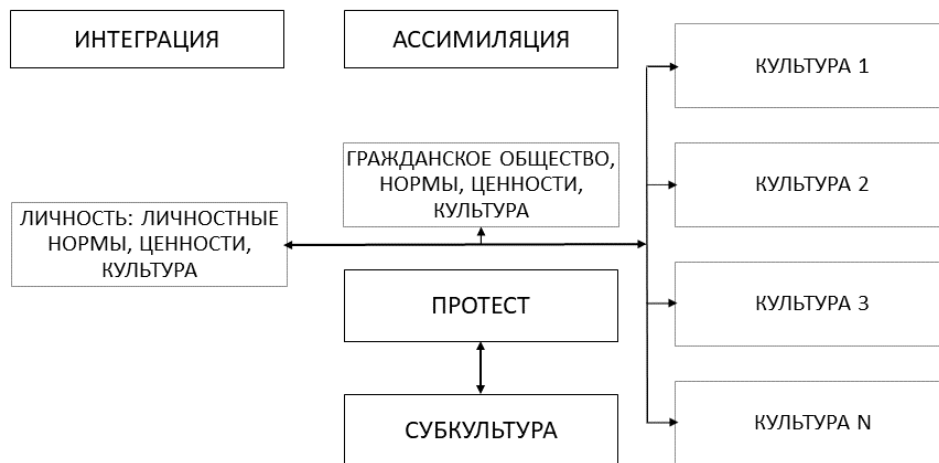 ИНТЕГРАЦИЯ
АССИМИЛЯЦИЯ
КУЛЬТУРА 1
ГРАЖДАНСКОЕ ОБЩЕСТВО,
НОРМЫ, ЦЕННОСТИ,
КУЛЬТУРА
КУЛЬТУРА 2
ЛИЧНОСТЬ: ЛИЧНОСТНЫЕ
НОРМЫ, ЦЕННОСТИ,
КУЛЬТУРА
ПРОТЕСТ
КУЛЬТУРА 3
СУБКУЛЬТУРА
КУЛЬТУРА N